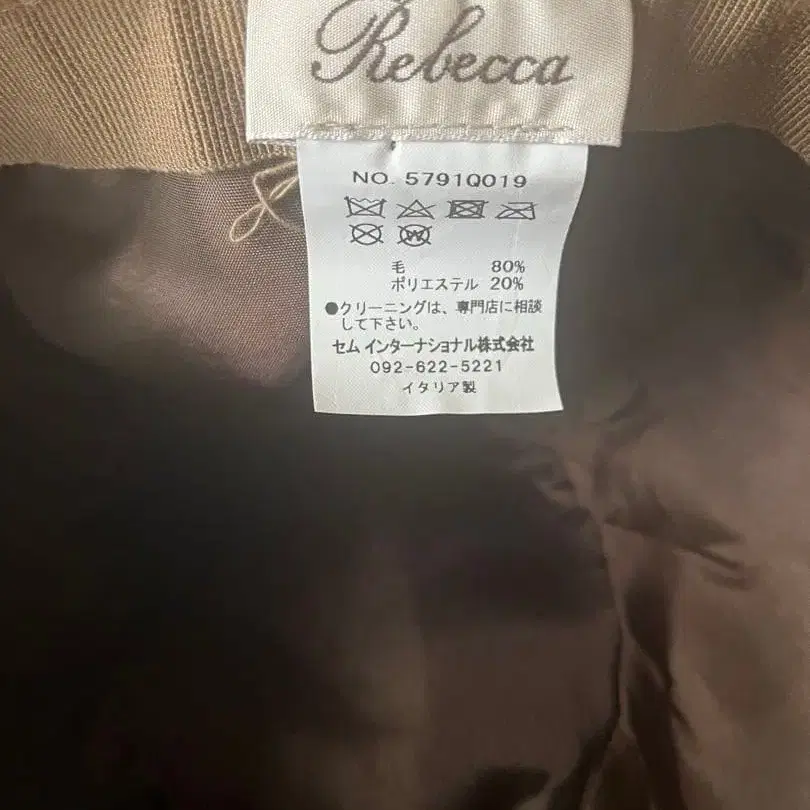 Rebecca
NO. 5791Q019
毛 80%
ポリエステル 20%
●クリーニングは、専門店に相談
して下さい。
セム インターナショナル株式会社
092-622-5221
イタリア製